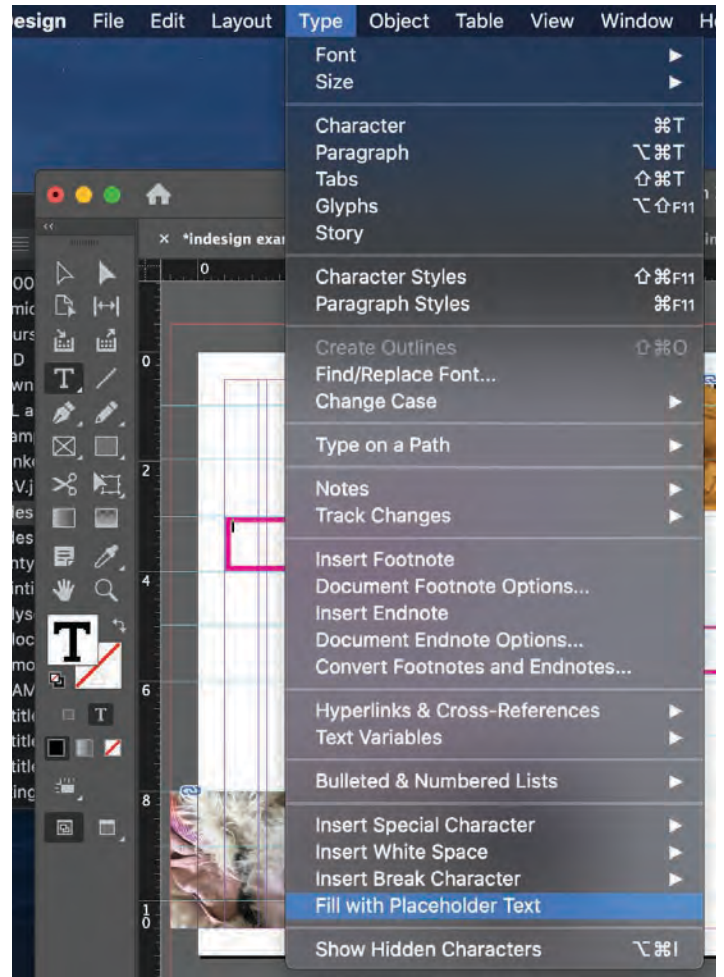 esign File Edit Layout Type Object Table View Window
Font
Size
Character ⌘T
Paragraph ⌥⌘T
Tabs ⇧⌘T
Glyphs ⌥⇧F11
Story
× *indesign exa
Character Styles ⇧⌘F11
Paragraph Styles ⌘F11
Create Outlines ⇧⌘O
Find/Replace Font...
Change Case
Type on a Path
Notes
Track Changes
Insert Footnote
Document Footnote Options...
Insert Endnote
Document Endnote Options...
Convert Footnotes and Endnotes...
Hyperlinks & Cross-References
Text Variables
Bulleted & Numbered Lists
Insert Special Character
Insert White Space
Insert Break Character
Fill with Placeholder Text
Show Hidden Characters ⌥⌘I
0
0
2
4
6
8
10